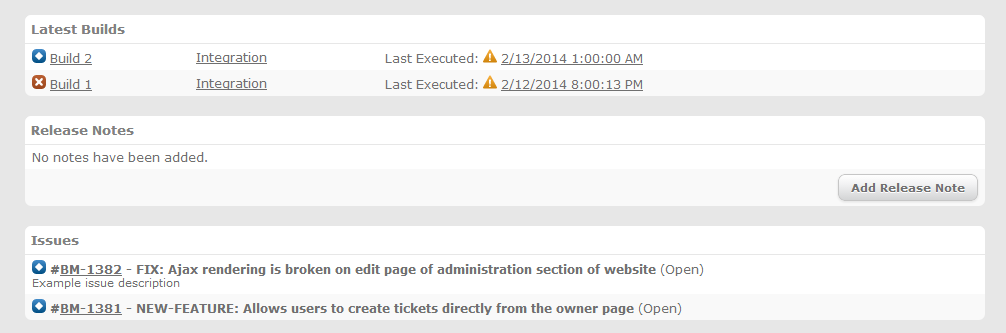 Latest Builds
Build 2 Integration Last Executed: 2/13/2014 1:00:00 AM
Build 1 Integration Last Executed: 2/12/2014 8:00:13 PM
Release Notes
No notes have been added.
Add Release Note
Issues
#BM-1382 - FIX: Ajax rendering is broken on edit page of administration section of website (Open)
Example issue description
#BM-1381 - NEW-FEATURE: Allows users to create tickets directly from the owner page (Open)